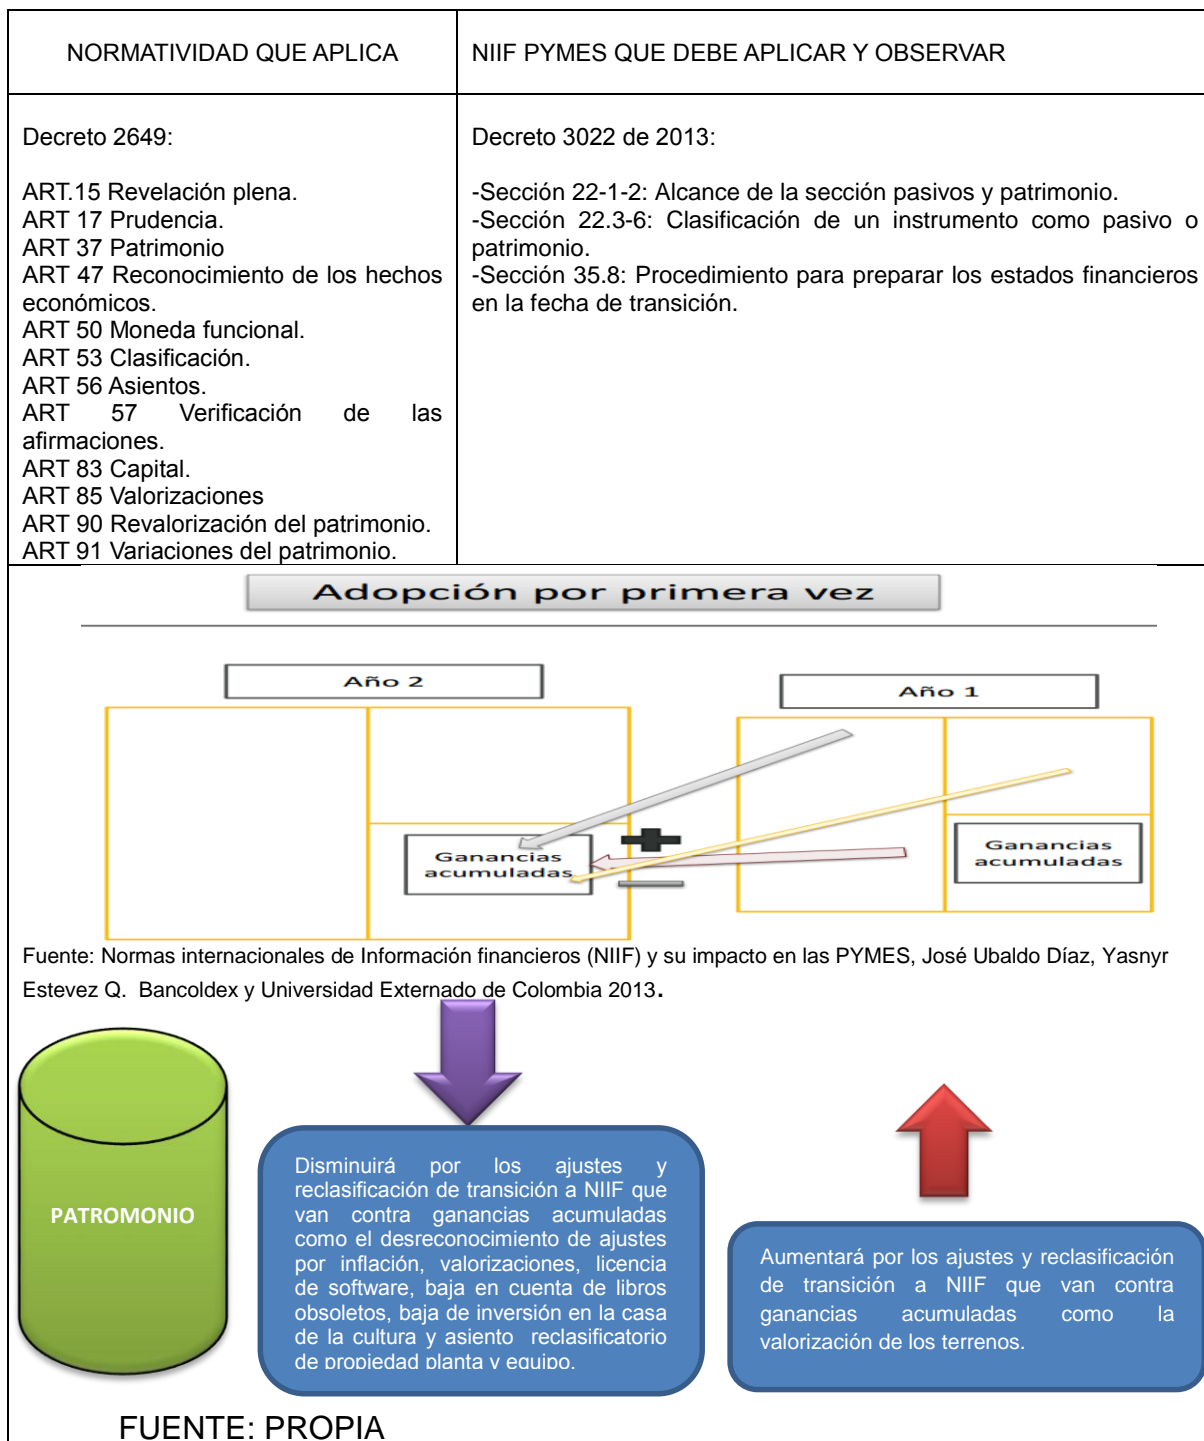 NORMATIVIDAD QUE APLICA
NIIF PYMES QUE DEBE APLICAR Y OBSERVAR
Decreto 2649:
ART.15 Revelación plena.
ART 17 Prudencia.
ART 37 Patrimonio
ART 47 Reconocimiento de los hechos
económicos.
ART 50 Moneda funcional.
ART 53 Clasificación.
ART 56 Asientos.
ART 57 Verificación de las
afirmaciones.
ART 83 Capital.
ART 85 Valorizaciones
ART 90 Revalorización del patrimonio.
ART 91 Variaciones del patrimonio.
Decreto 3022 de 2013:
-Sección 22-1-2: Alcance de la sección pasivos y patrimonio.
-Sección 22.3-6: Clasificación de un instrumento como pasivo o
patrimonio.
-Sección 35.8: Procedimiento para preparar los estados financieros
en la fecha de transición.
Adopción por primera vez
Año 2
Año 1
Ganancias
acumuladas
Ganancias
acumuladas
Fuente: Normas internacionales de Información financieros (NIIF) y su impacto en las PYMES, José Ubaldo Díaz, Yasnyr
Estevez Q. Bancoldex y Universidad Externado de Colombia 2013.
PATROMONIO
Disminuirá por los ajustes y
reclasificación de transición a NIIF que
van contra ganancias acumuladas
como el desreconocimiento de ajustes
por inflación, valorizaciones, licencia
de software, baja en cuenta de libros
obsoletos, baja de inversión en la casa
de la cultura y asiento reclasificatorio
de propiedad planta y equipo.
Aumentará por los ajustes y reclasificación
de transición a NIIF que van contra
ganancias acumuladas como la
valorización de los terrenos.
FUENTE: PROPIA